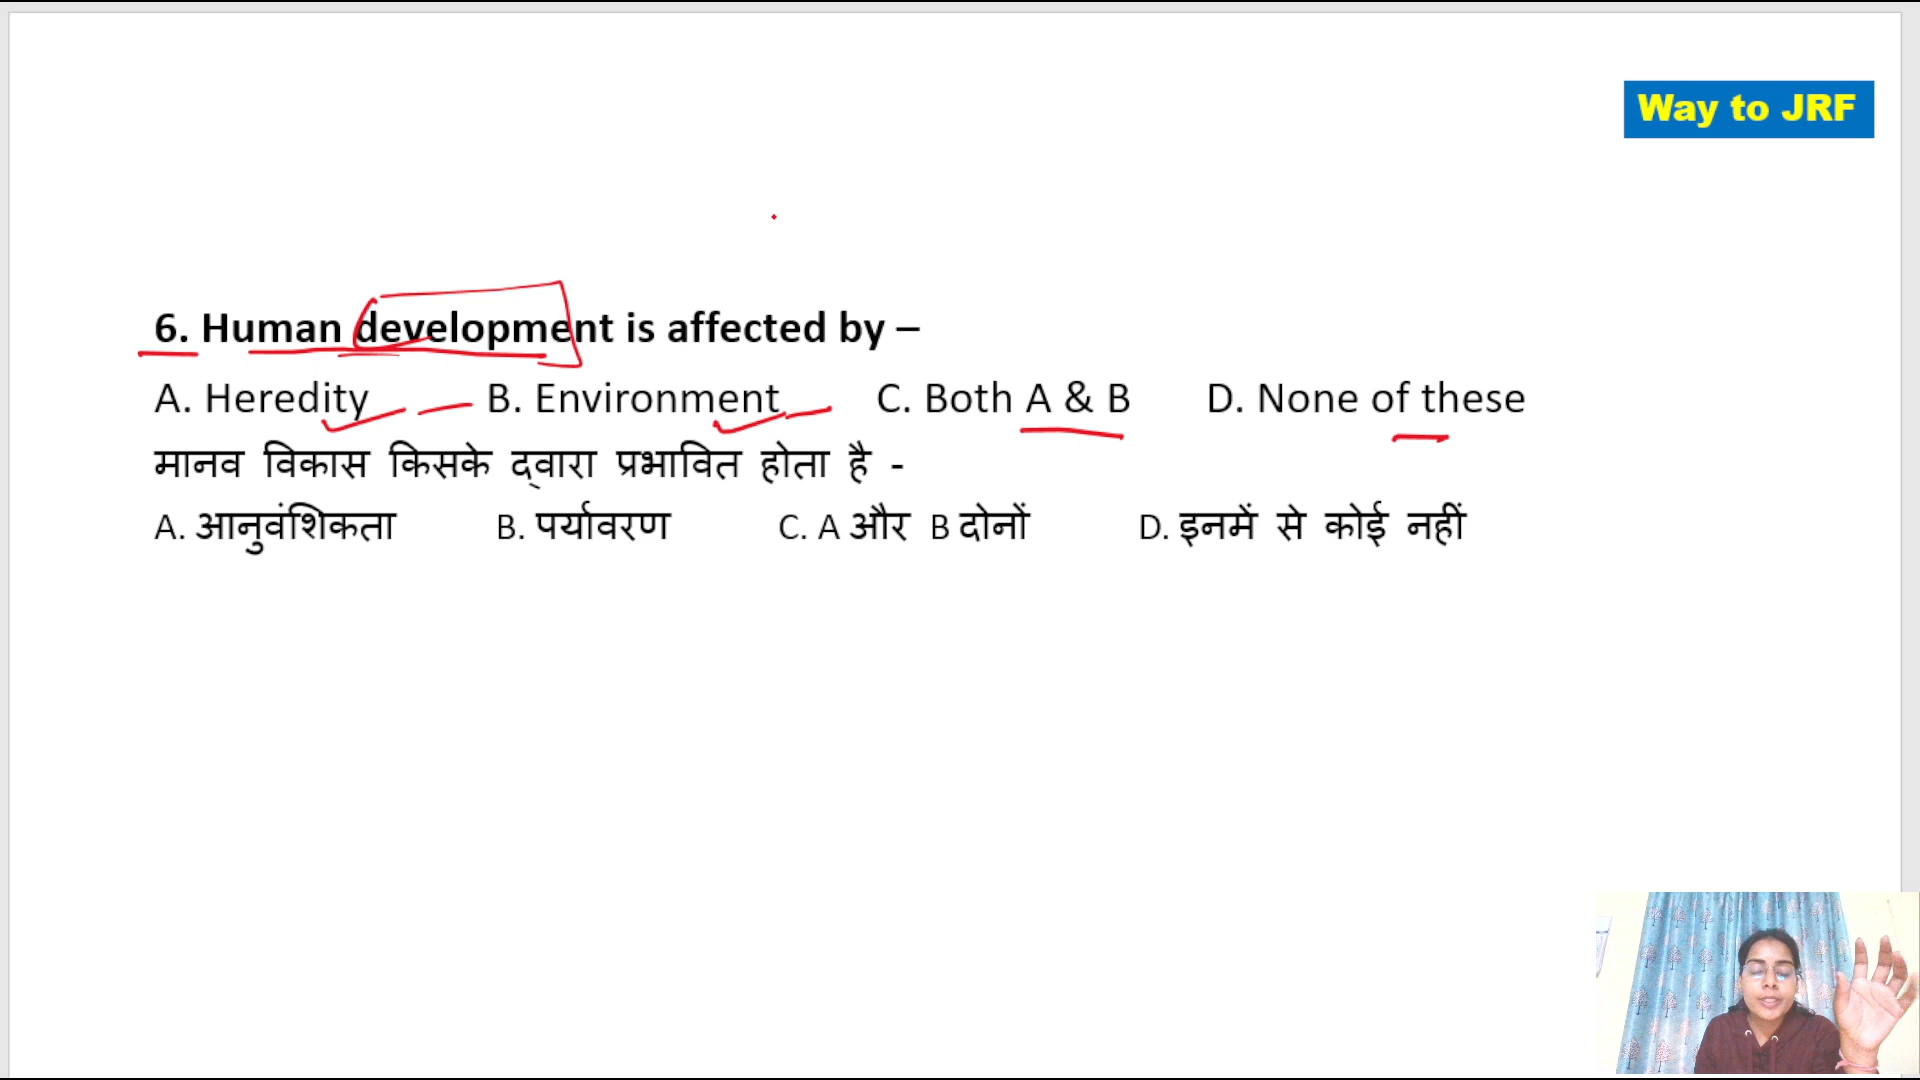 Way to JRF
6. Human development is affected by –
A. Heredity B. Environment C. Both A & B D. None of these
मानव विकास किसके द्वारा प्रभावित होता है -
A. आनुवंशिकता B. पर्यावरण C. A और B दोनों D. इनमें से कोई नहीं